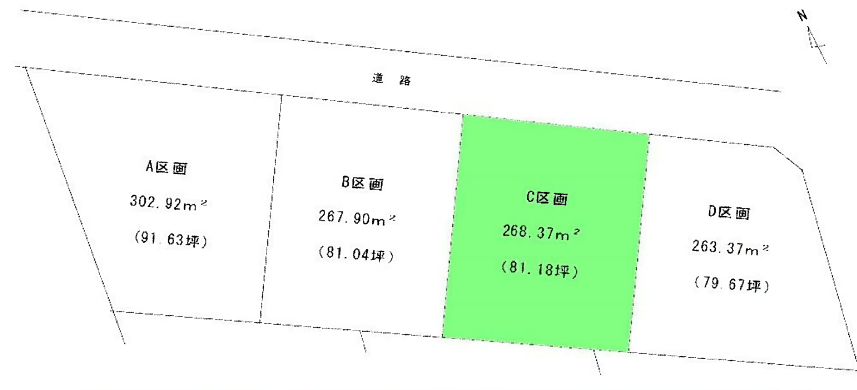 N
道路
A区画
302.92m²
(91.63坪)
B区画
267.90m²
(81.04坪)
C区画
268.37m²
(81.18坪)
D区画
263.37m²
(79.67坪)